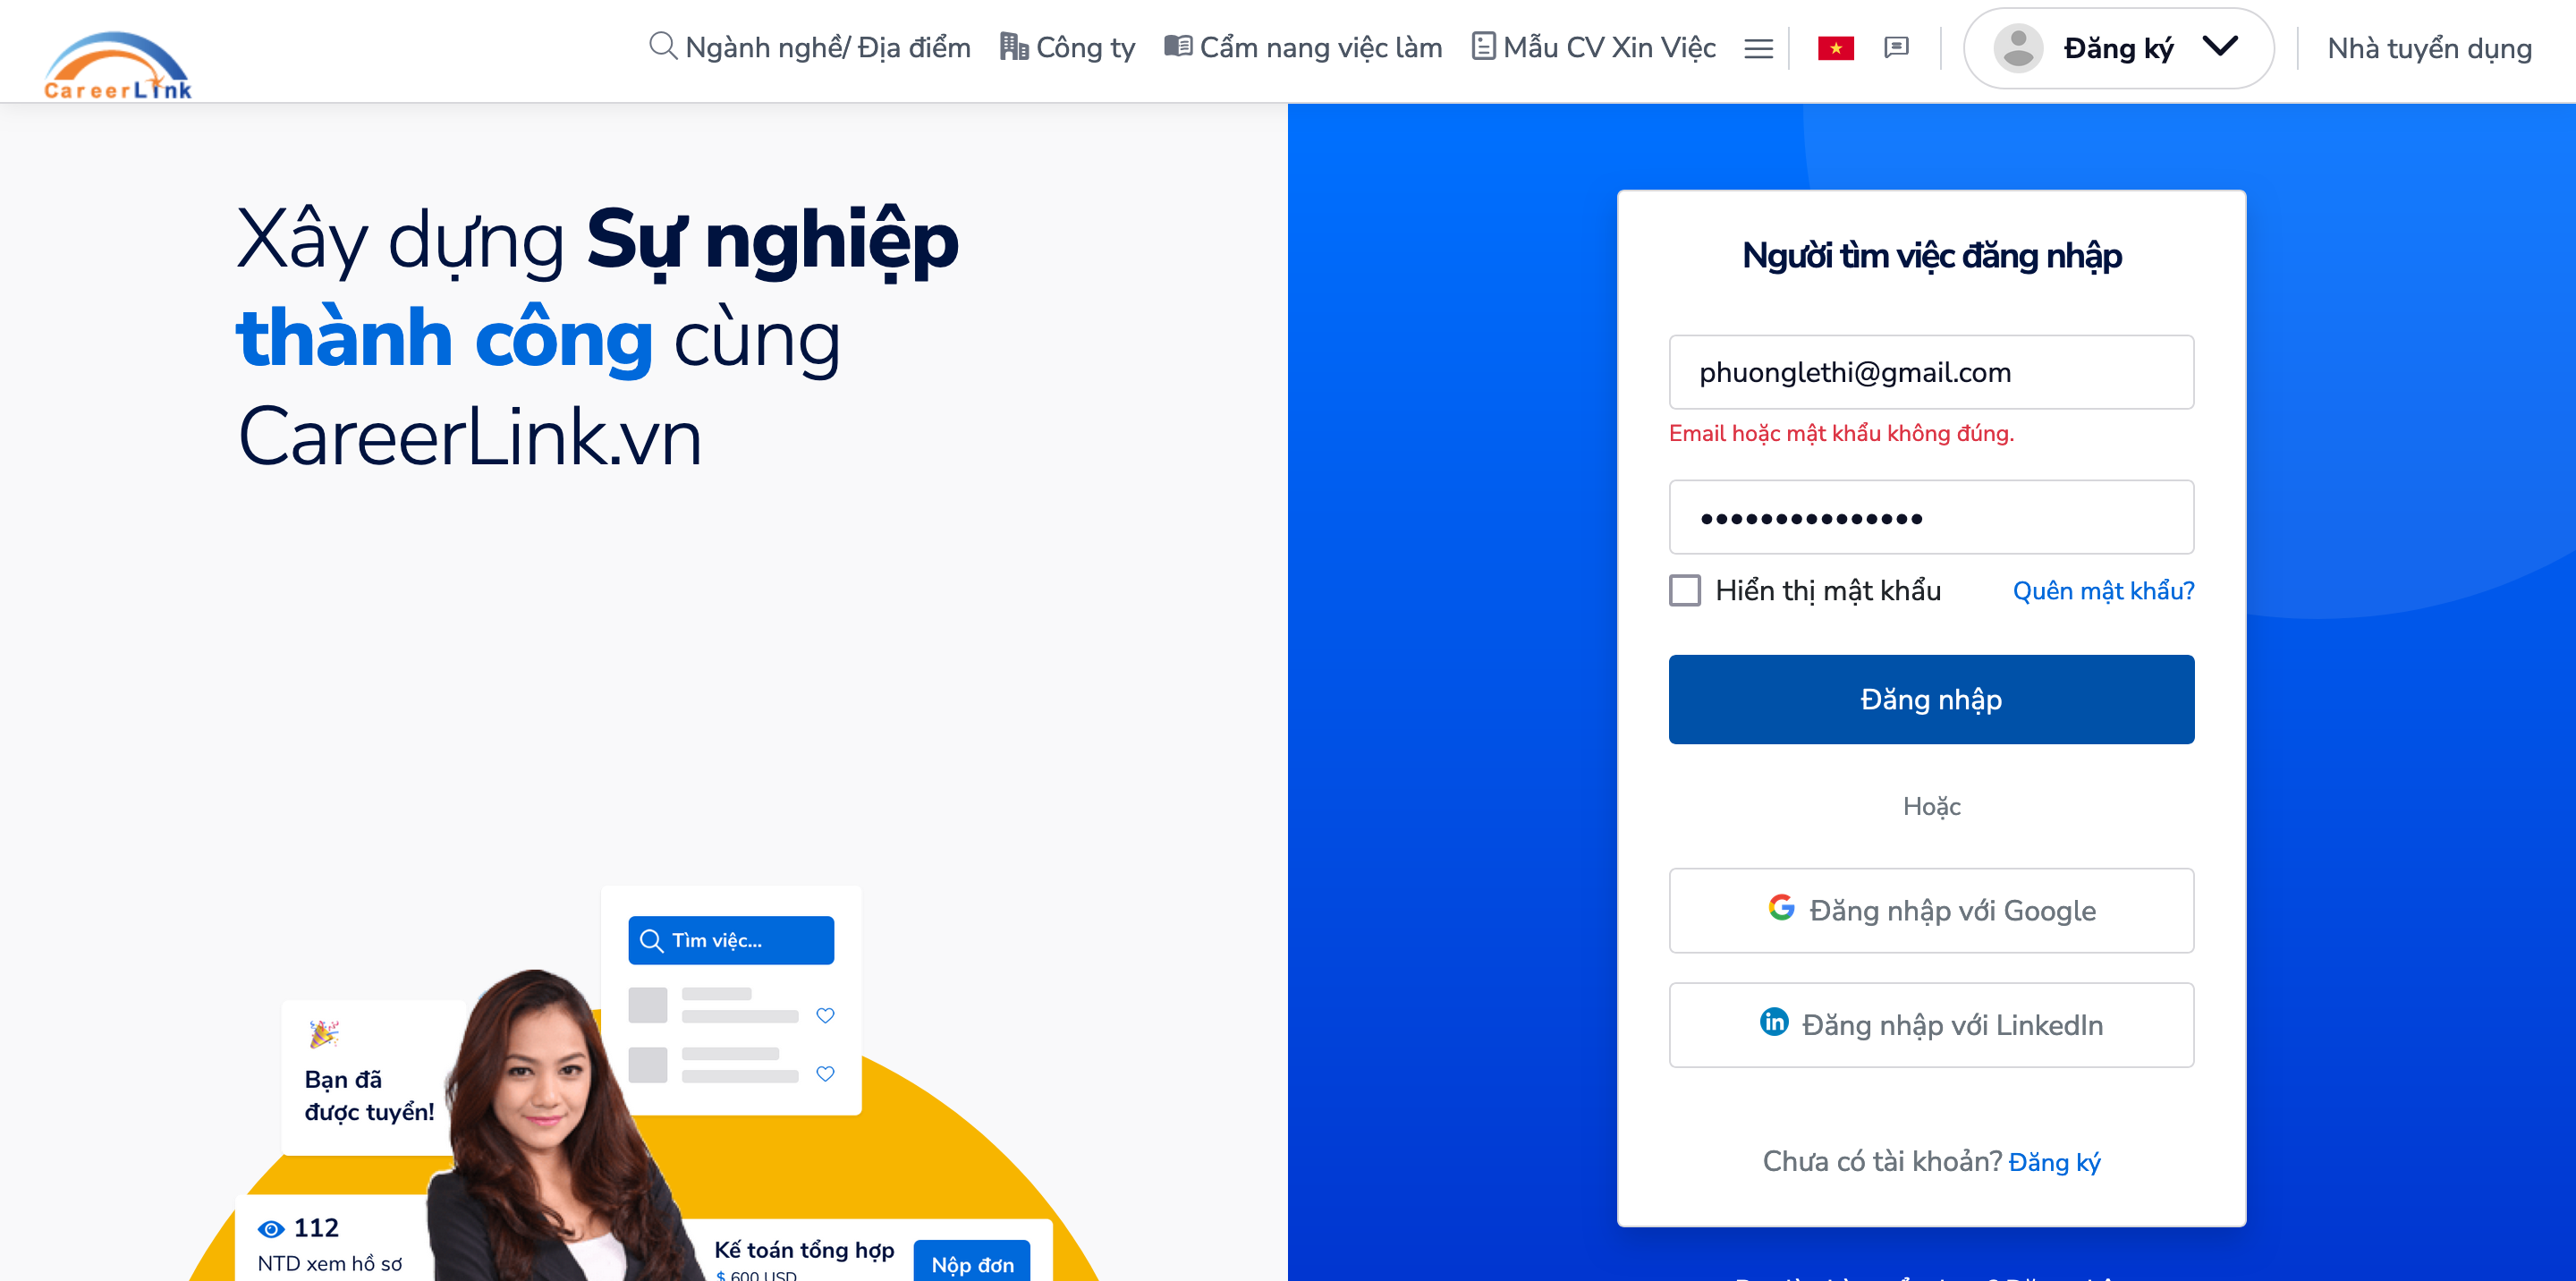 CareerLink
Ngành nghề/ Địa điểm
Công ty
Cẩm nang việc làm
Mẫu CV Xin Việc
Đăng ký
Nhà tuyển dụng
Xây dựng Sự nghiệp
thành công cùng
CareerLink.vn
Tìm việc...
Bạn đã
được tuyển!
112
NTD xem hồ sơ
Kế toán tổng hợp
$ 600 USD
Nộp đơn
Người tìm việc đăng nhập
phuonglethi@gmail.com
Email hoặc mật khẩu không đúng.
•••••••••••••••
Hiển thị mật khẩu
Quên mật khẩu?
Đăng nhập
Hoặc
Đăng nhập với Google
Đăng nhập với LinkedIn
Chưa có tài khoản? Đăng ký